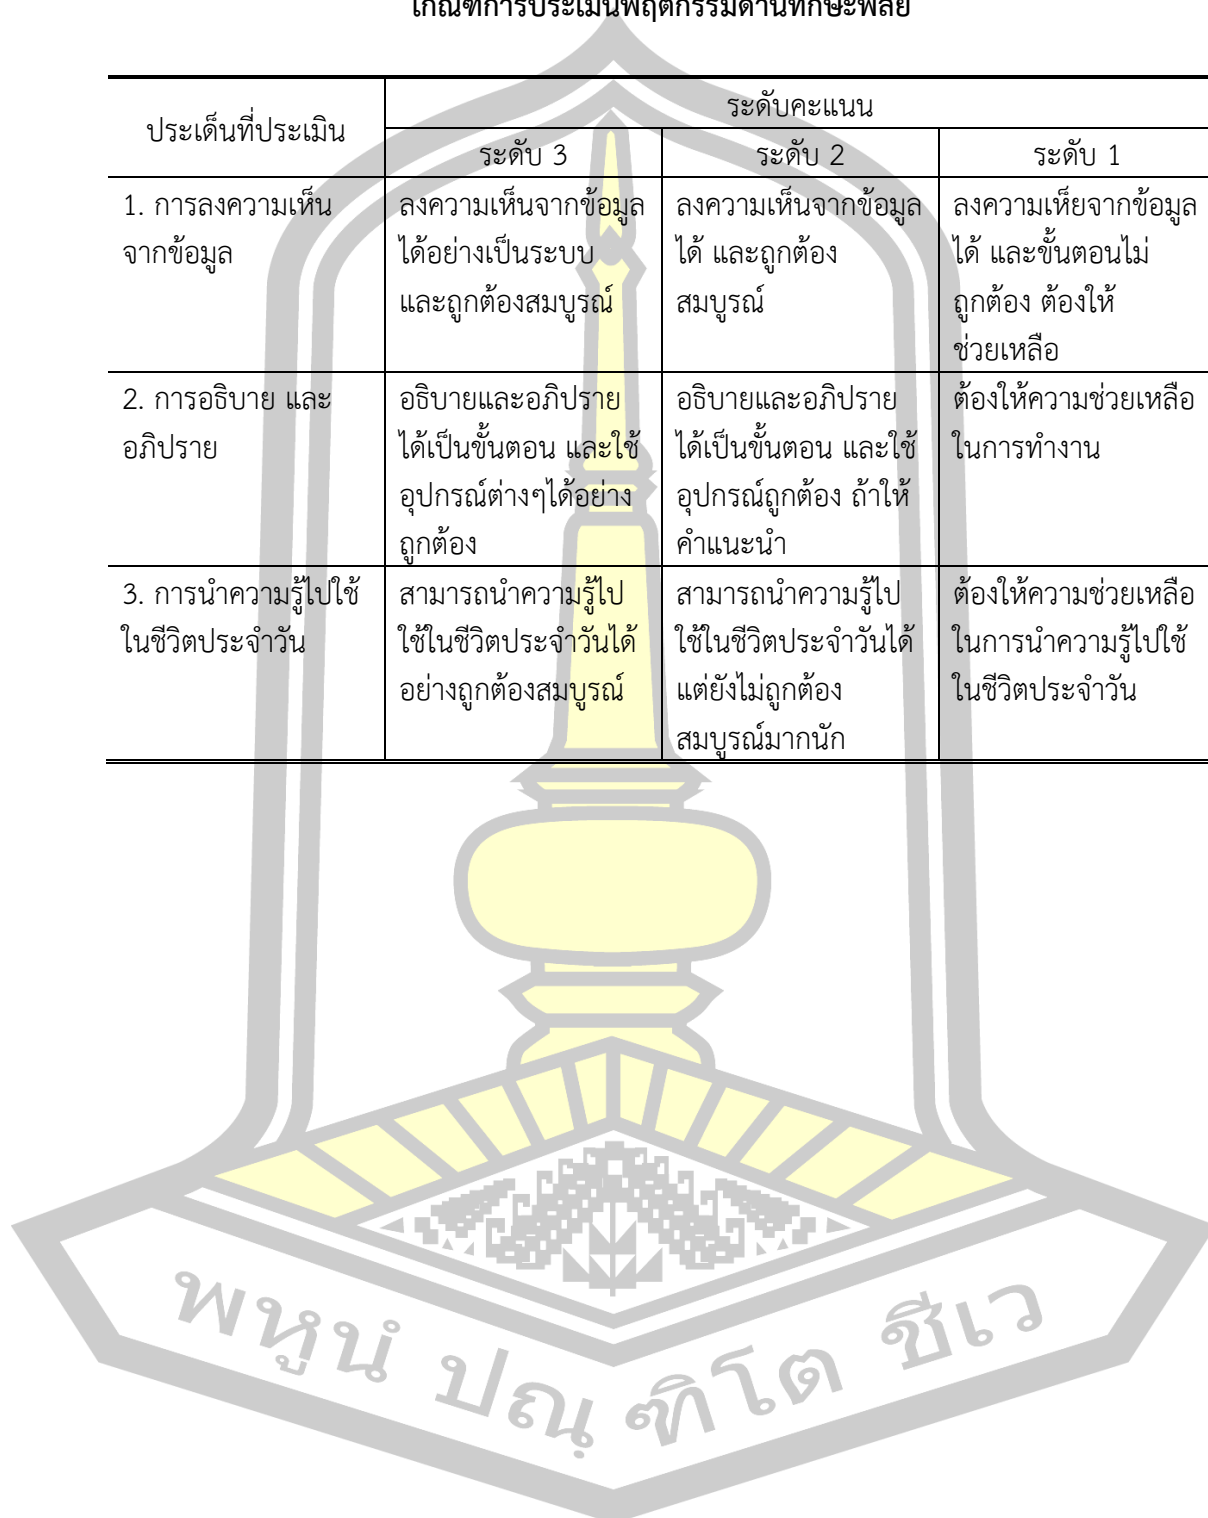 เกณฑ์การประเมินพฤติกรรมด้านทักษะพิสัย
ระดับคะแนน
ประเด็นที่ประเมิน
ระดับ 3 ระดับ 2 ระดับ 1
1. การลงความเห็น ลงความเห็นจากข้อมูล ลงความเห็นจากข้อมูล ลงความเห็ยจากข้อมูล
จากข้อมูล ได้อย่างเป็นระบบ ได้ และถูกต้อง ได้ และขั้นตอนไม่
และถูกต้องสมบูรณ์ สมบูรณ์ ถูกต้อง ต้องให้
ช่วยเหลือ
2. การอธิบาย และ อธิบายและอภิปราย อธิบายและอภิปราย ต้องให้ความช่วยเหลือ
อภิปราย ได้เป็นขั้นตอน และใช้ ได้เป็นขั้นตอน และใช้ ในการทำงาน
อุปกรณ์ต่างๆได้อย่าง อุปกรณ์ถูกต้อง ถ้าให้
ถูกต้อง คำแนะนำ
3. การนำความรู้ไปใช้ สามารถนำความรู้ไป สามารถนำความรู้ไป ต้องให้ความช่วยเหลือ
ในชีวิตประจำวัน ใช้ในชีวิตประจำวันได้ ใช้ในชีวิตประจำวันได้ ในการนำความรู้ไปใช้
อย่างถูกต้องสมบูรณ์ แต่ยังไม่ถูกต้อง ในชีวิตประจำวัน
สมบูรณ์มากนัก
พหูนํ ปณฺ ฑิโต ชีเว